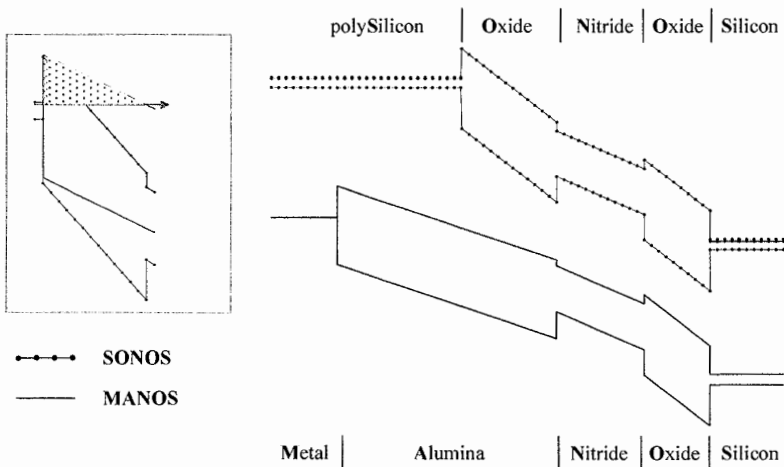 polySilicon | Oxide | Nitride | Oxide | Silicon
SONOS
MANOS
Metal | Alumina | Nitride | Oxide | Silicon